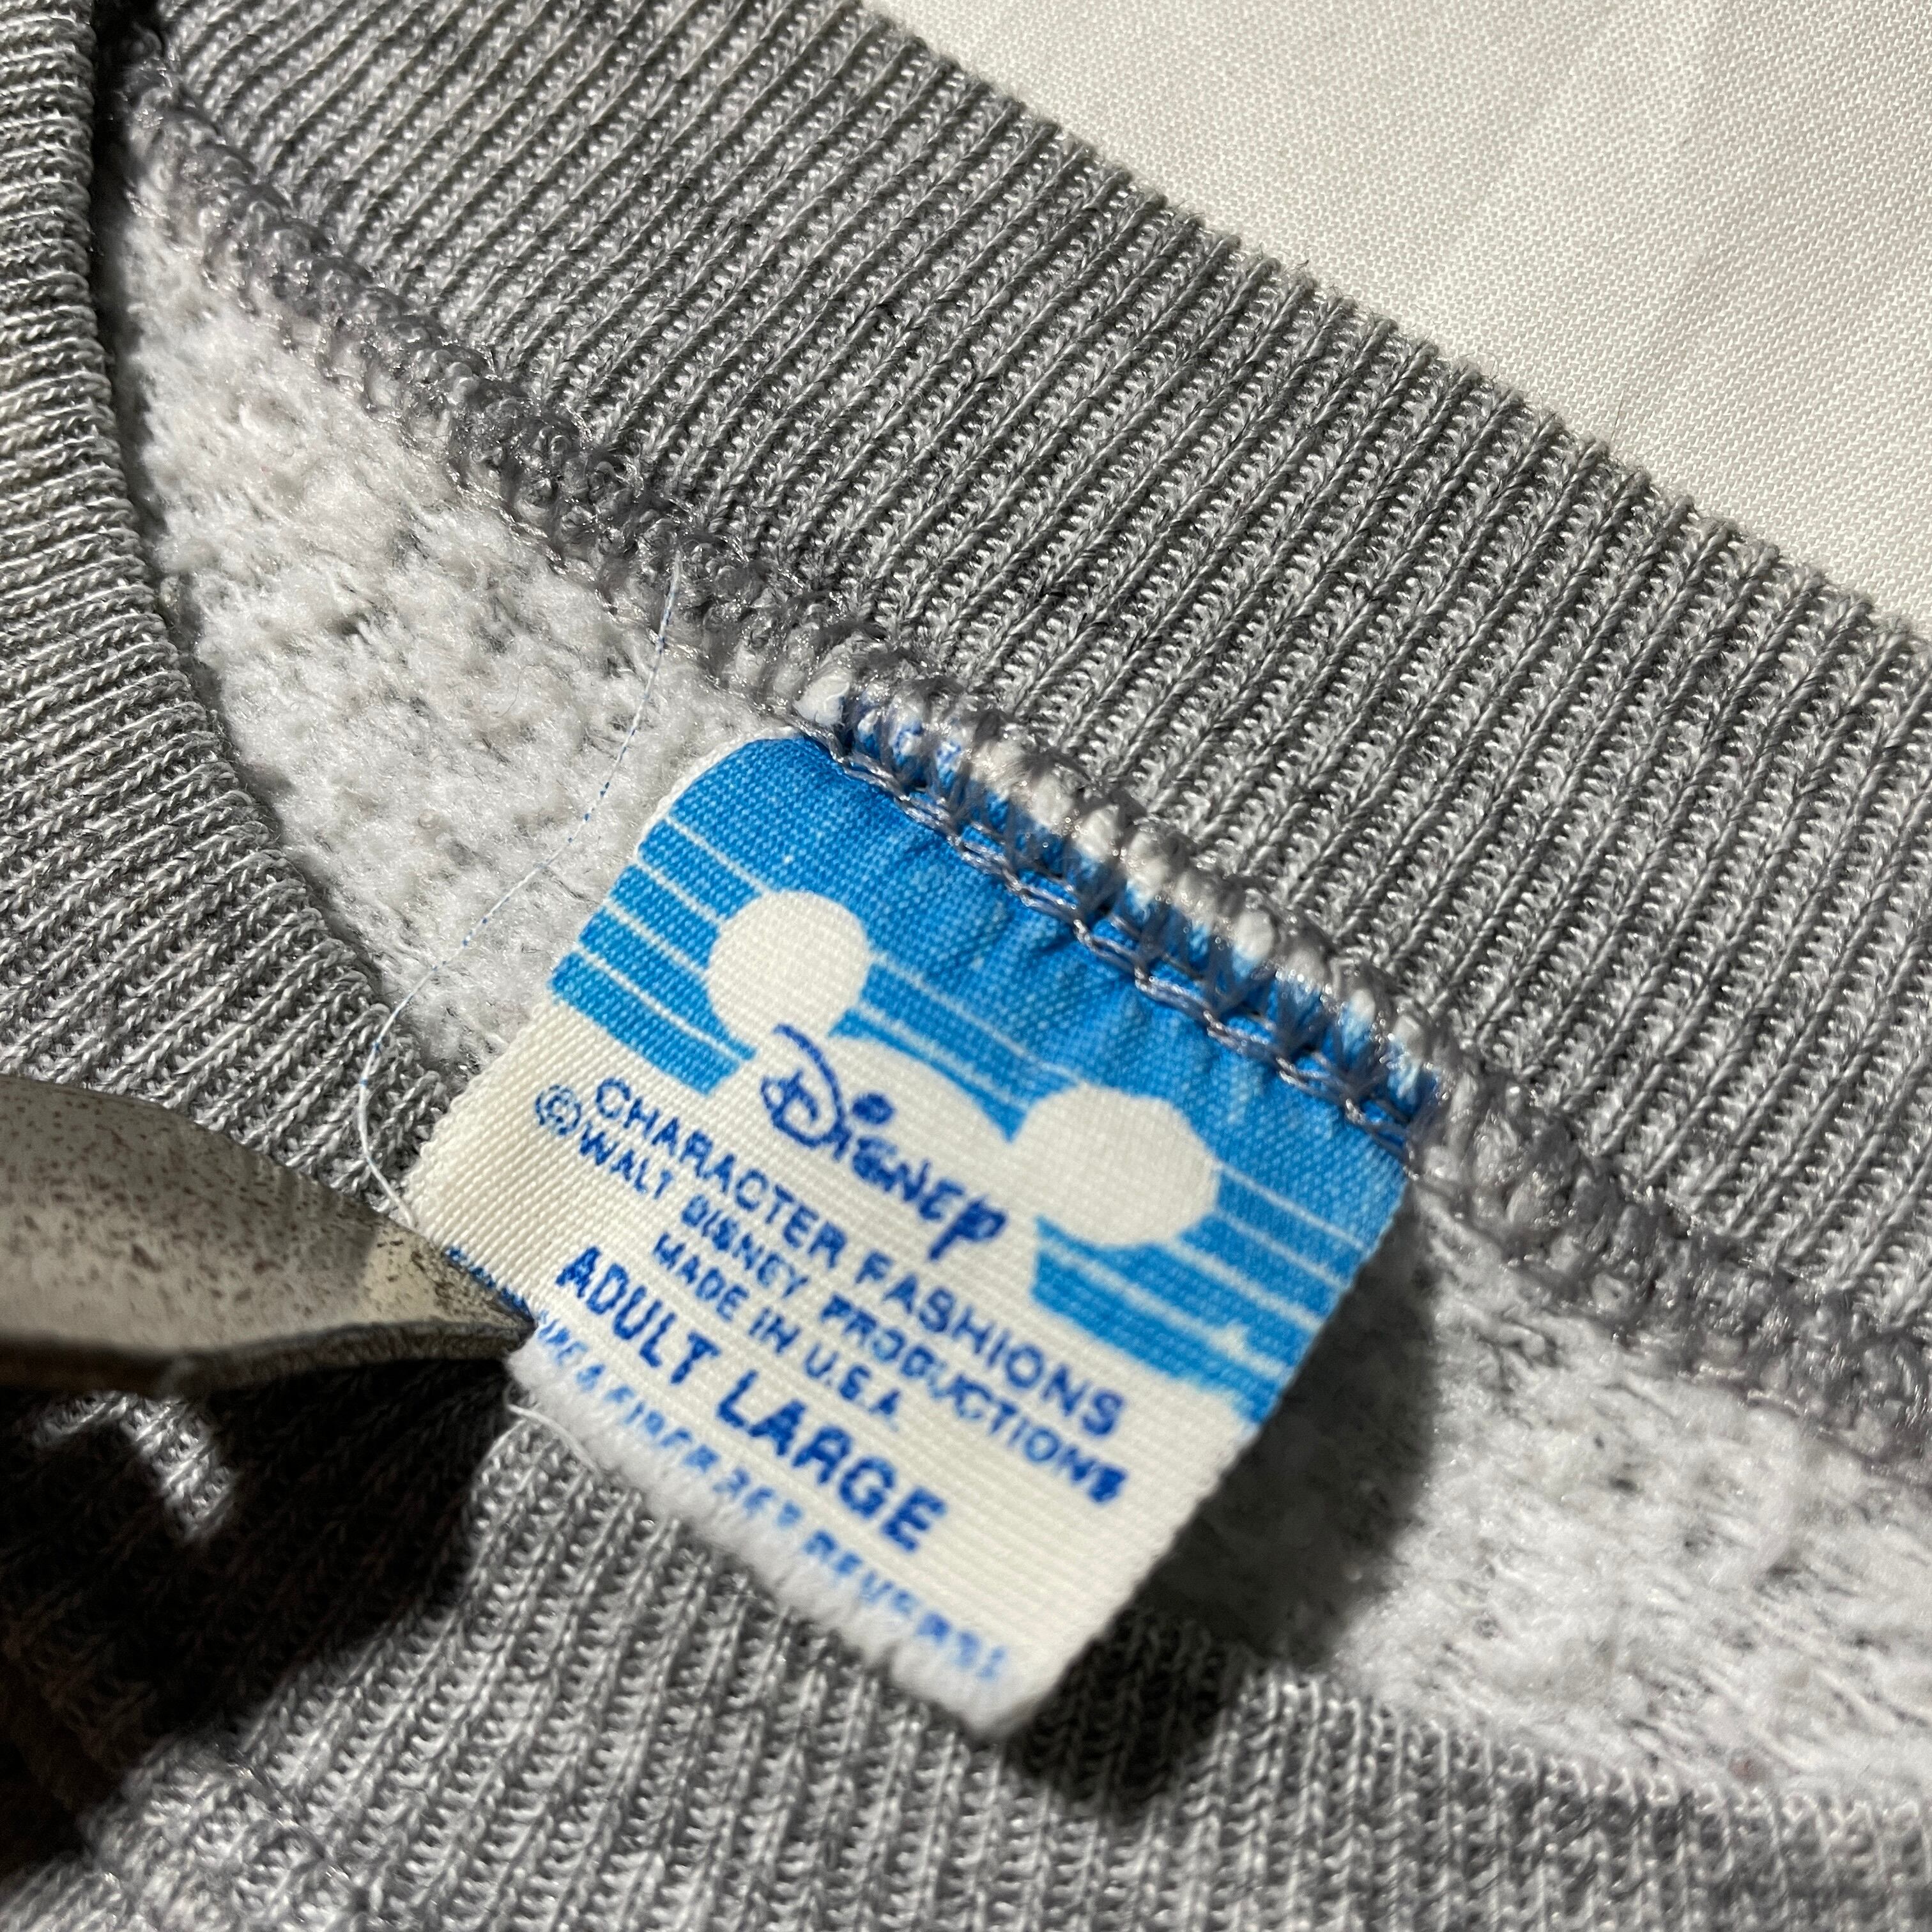 Disney
CHARACTER FASHIONS
© WALT DISNEY PRODUCTIONS
MADE IN U.S.A.
ADULT LARGE